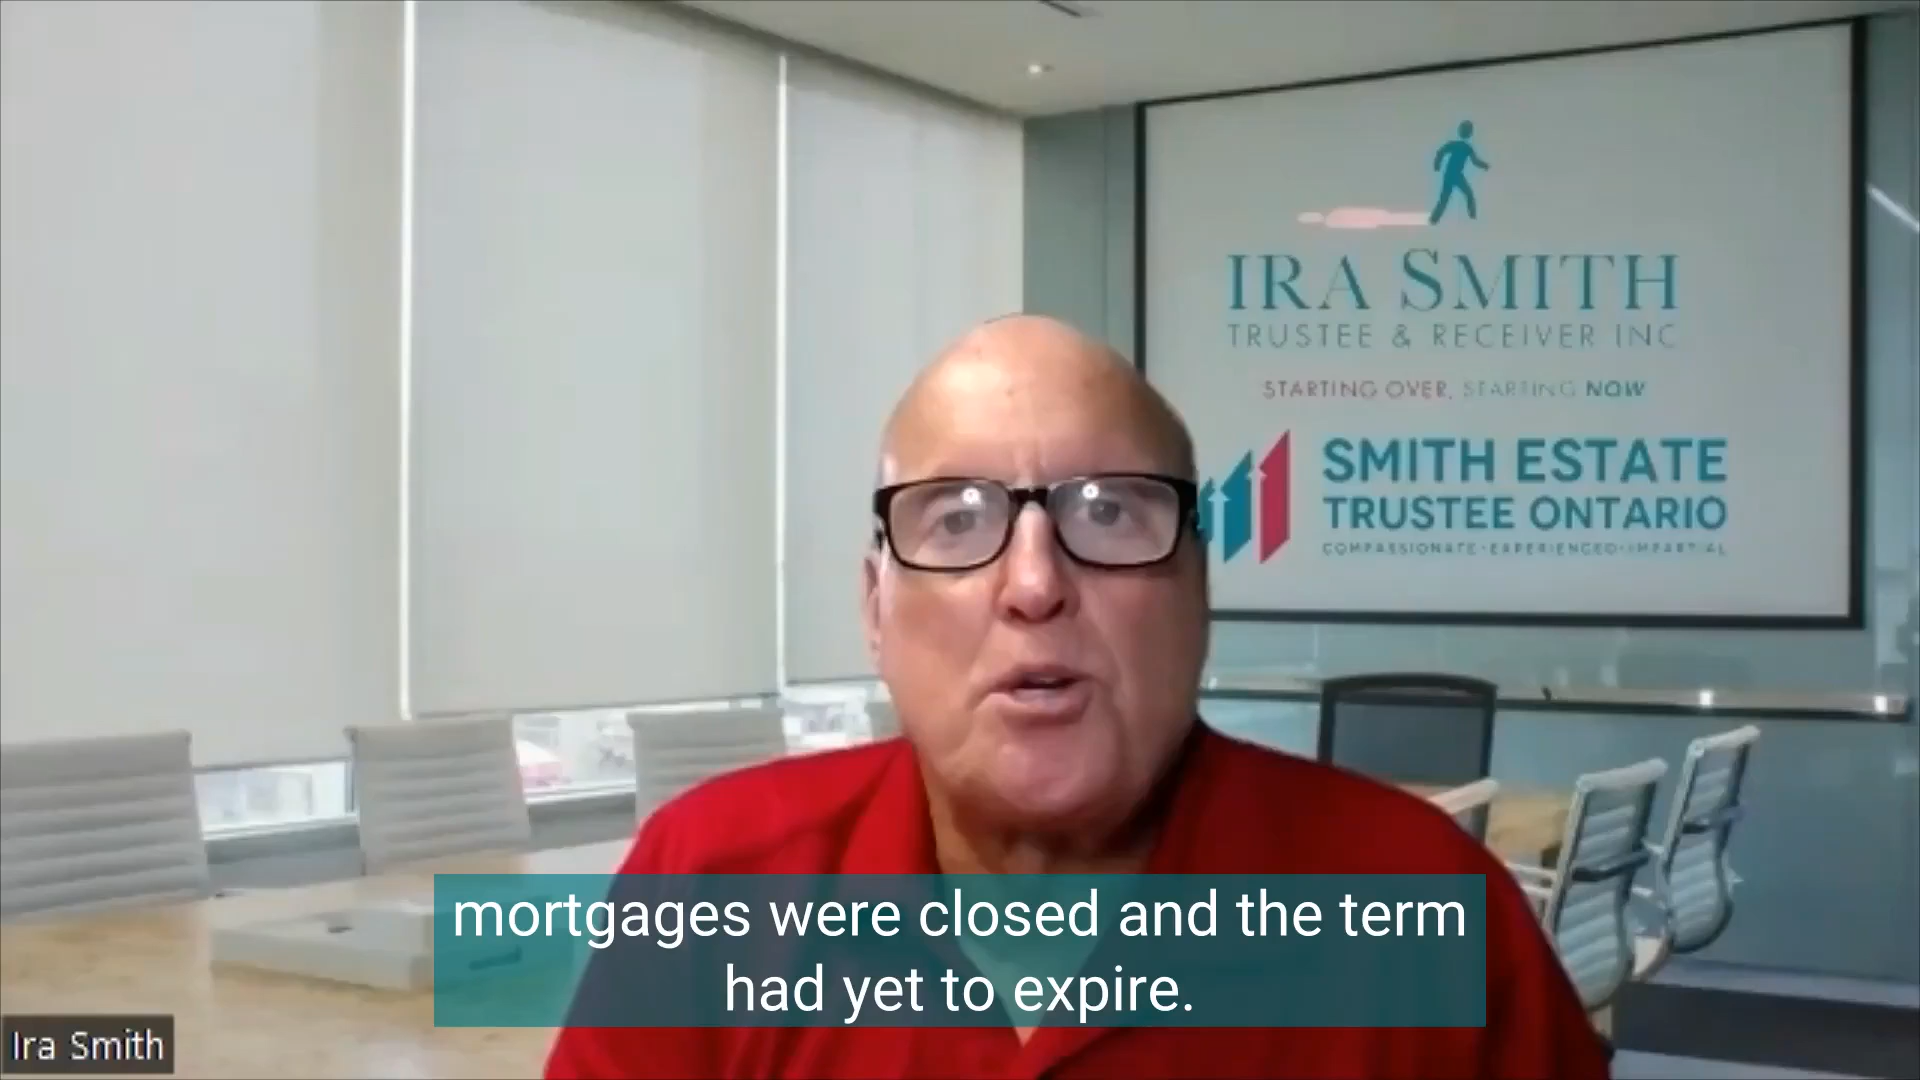 IRA SMITH
TRUSTEE & RECEIVER INC
STARTING OVER, STARTING NOW
SMITH ESTATE
TRUSTEE ONTARIO
COMPASSIONATE · EXPERIENCED · IMPARTIAL
mortgages were closed and the term
had yet to expire.
Ira Smith